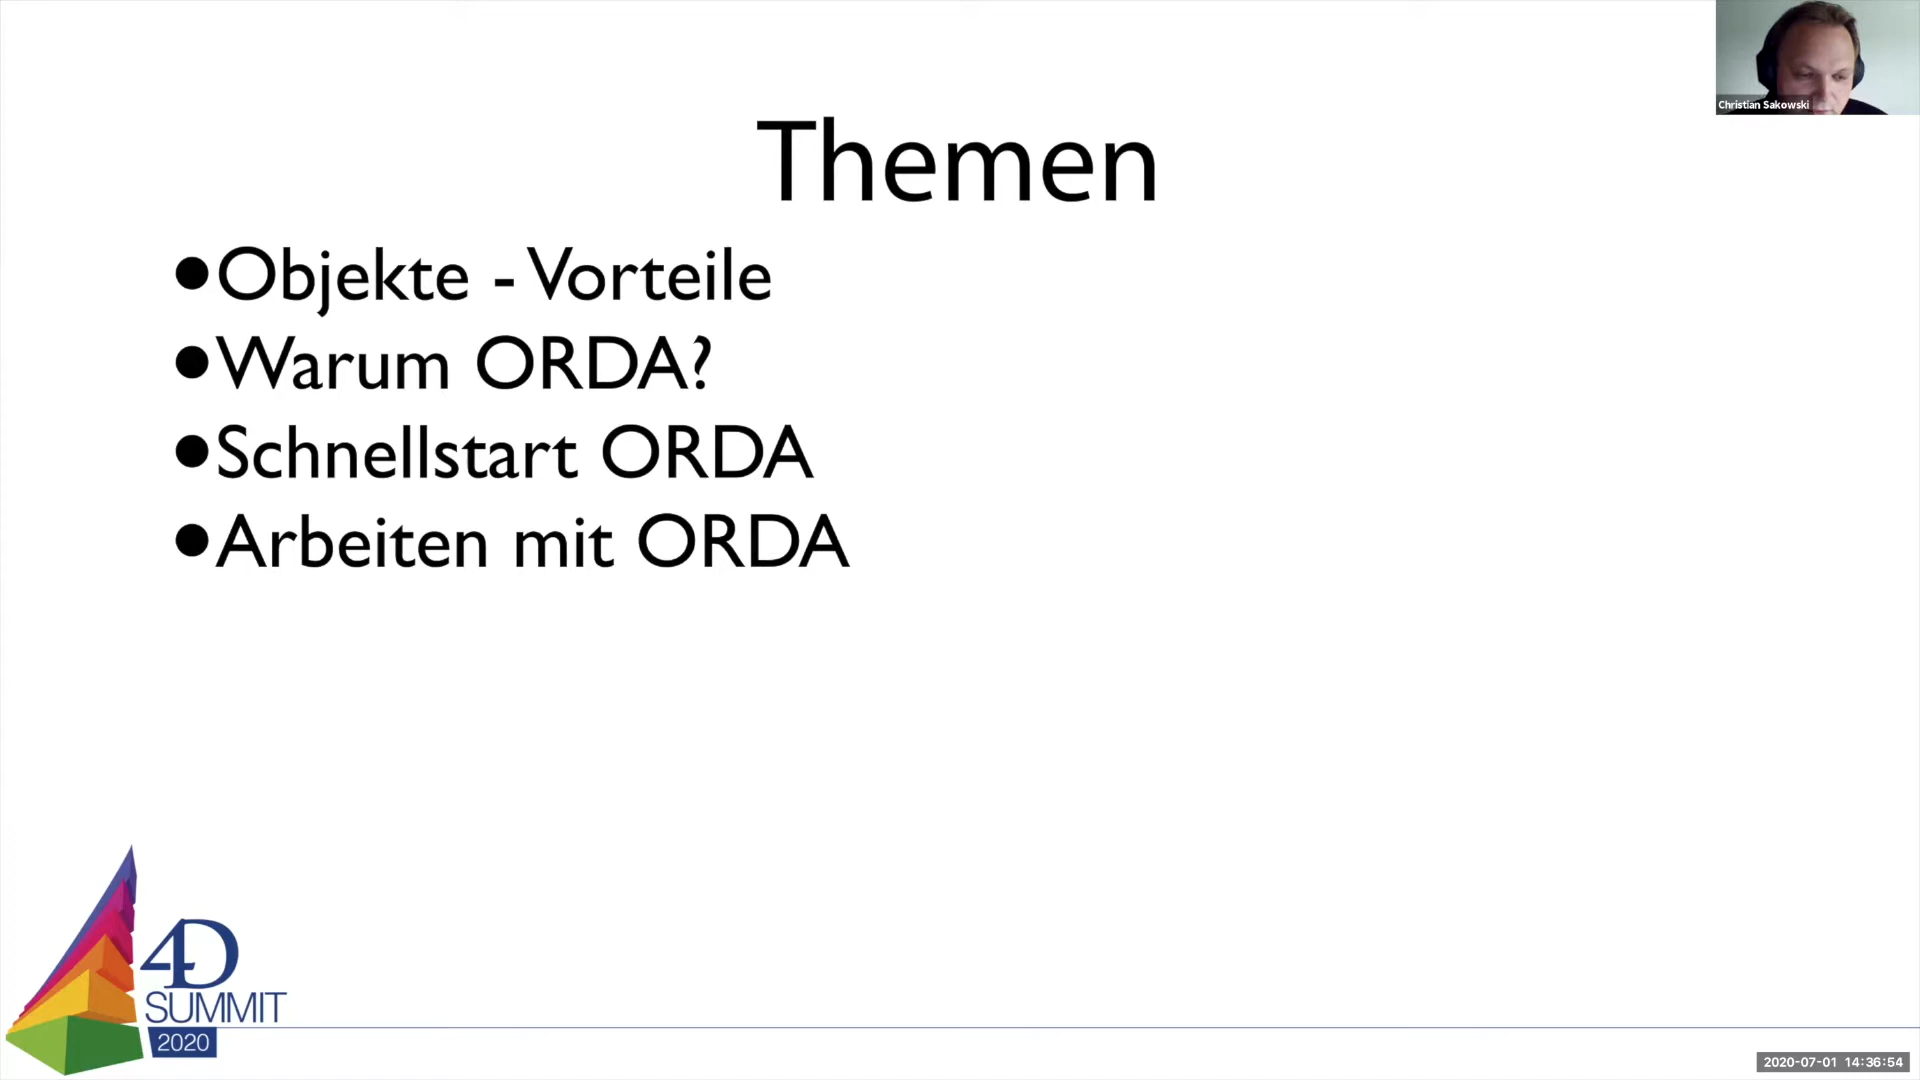 Christian Sakowski
Themen
●Objekte - Vorteile
●Warum ORDA?
●Schnellstart ORDA
●Arbeiten mit ORDA
4D
SUMMIT
2020
2020-07-01 14:36:54